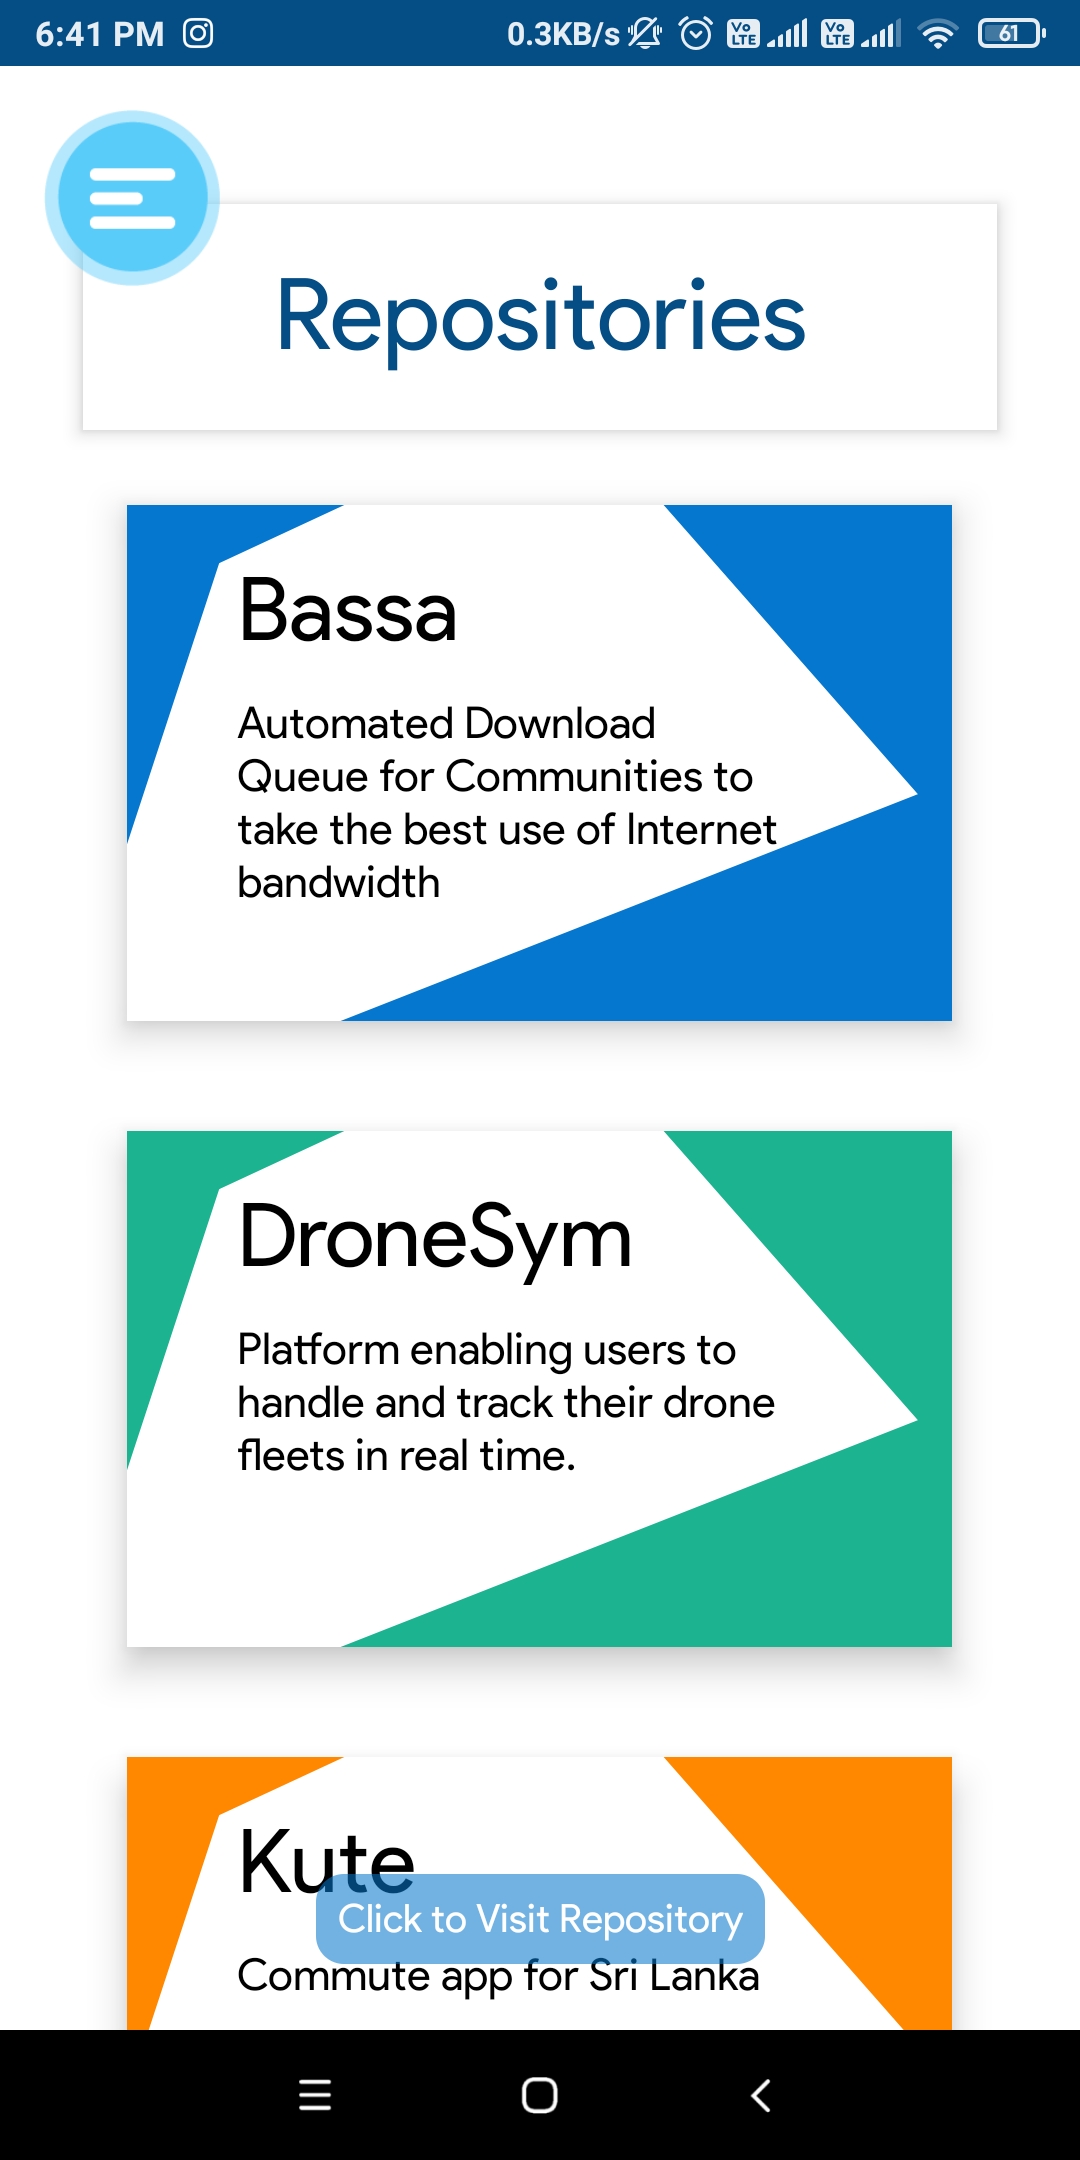 6:41 PM 0.3KB/s Vo LTE Vo LTE 61
Repositories
Bassa
Automated Download
Queue for Communities to
take the best use of Internet
bandwidth
DroneSym
Platform enabling users to
handle and track their drone
fleets in real time.
Kute
Click to Visit Repository
Commute app for Sri Lanka